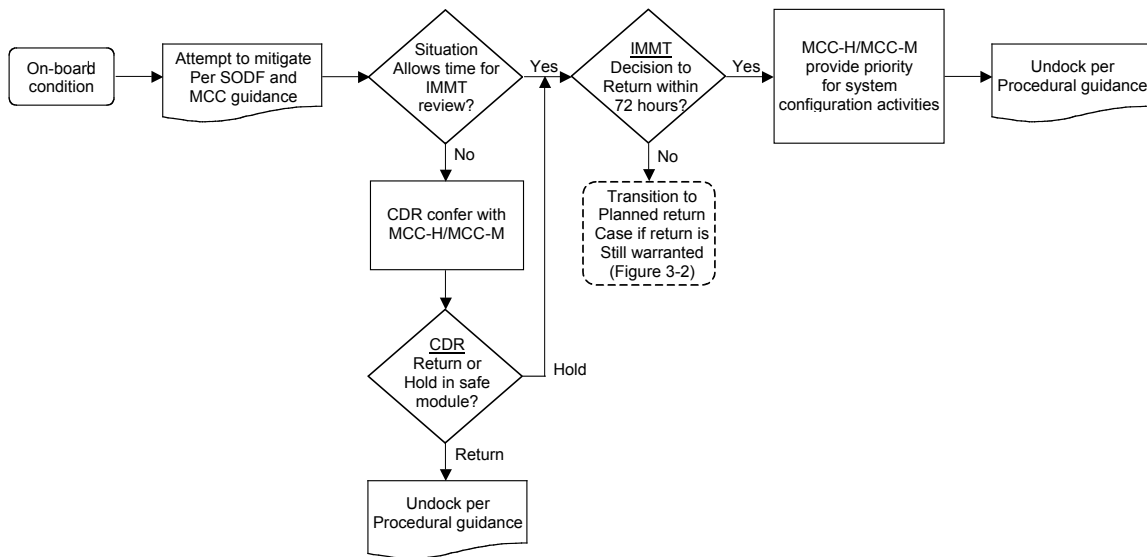 On-board
condition
Attempt to mitigate
Per SODF and
MCC guidance
Situation
Allows time for
IMMT
review?
Yes
IMMT
Decision to
Return within
72 hours?
Yes
MCC-H/MCC-M
provide priority
for system
configuration activities
Undock per
Procedural guidance
No
CDR confer with
MCC-H/MCC-M
No
Transition to
Planned return
Case if return is
Still warranted
(Figure 3-2)
CDR
Return or
Hold in safe
module?
Hold
Return
Undock per
Procedural guidance